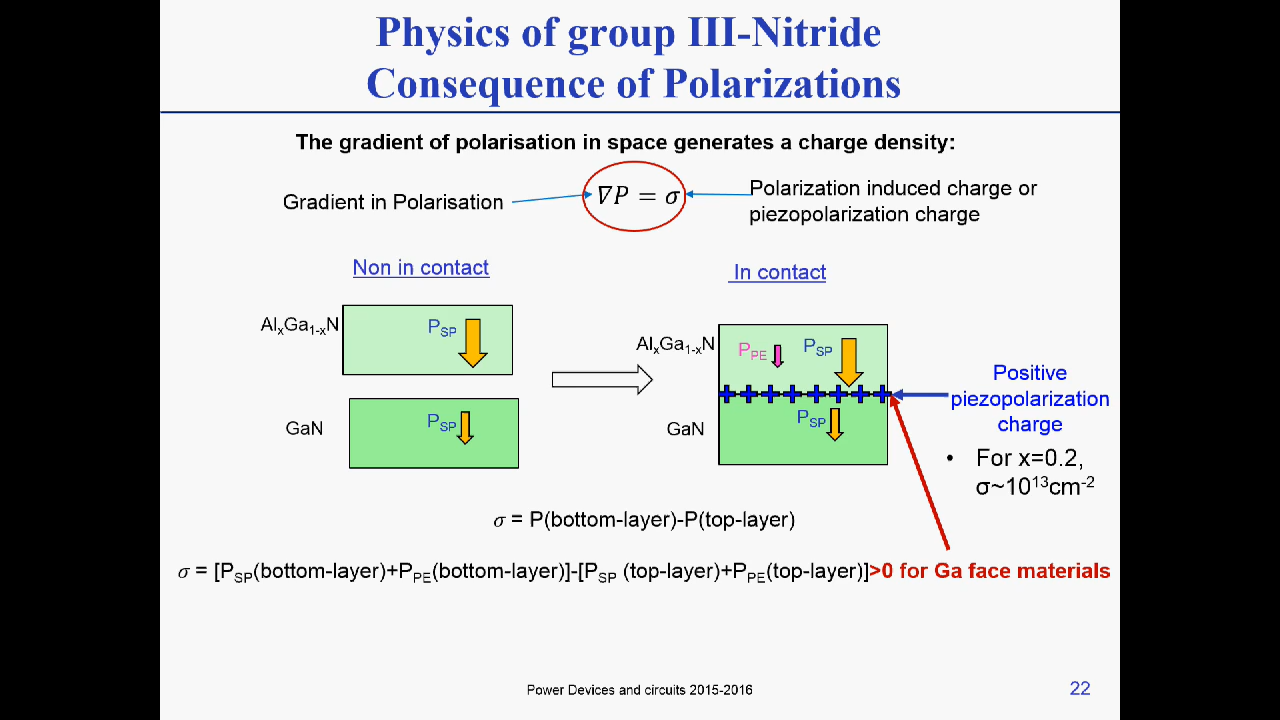 Physics of group III-Nitride
Consequence of Polarizations
The gradient of polarisation in space generates a charge density:
Gradient in Polarisation
∇P = σ
Polarization induced charge or
piezopolarization charge
Non in contact
In contact
AlxGa1-xN
PSP
GaN
PSP
AlxGa1-xN
PPE
PSP
GaN
PSP
Positive
piezopolarization
charge
• For x=0.2,
σ~10¹³cm⁻²
σ = P(bottom-layer)-P(top-layer)
σ = [PSP(bottom-layer)+PPE(bottom-layer)]-[PSP (top-layer)+PPE(top-layer)]>0 for Ga face materials
Power Devices and circuits 2015-2016
22